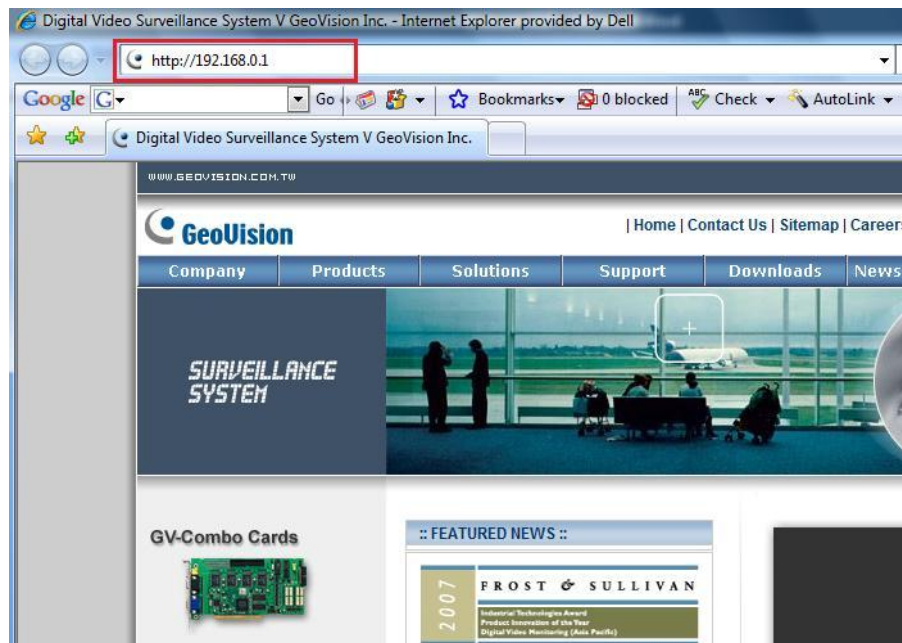 Digital Video Surveillance System V GeoVision Inc. - Internet Explorer provided by Dell
http://192.168.0.1
Google G Go Bookmarks 0 blocked ABC Check AutoLink
Digital Video Surveillance System V GeoVision Inc.
WWW.GEOVISION.COM.TW
GeoVision
| Home | Contact Us | Sitemap | Careers
Company Products Solutions Support Downloads News
SURVEILLANCE
SYSTEM
GV-Combo Cards
:: FEATURED NEWS ::
2007
FROST & SULLIVAN
Industrial Technologies Award
Product Innovation of the Year
Digital Video Monitoring (Asia Pacific)